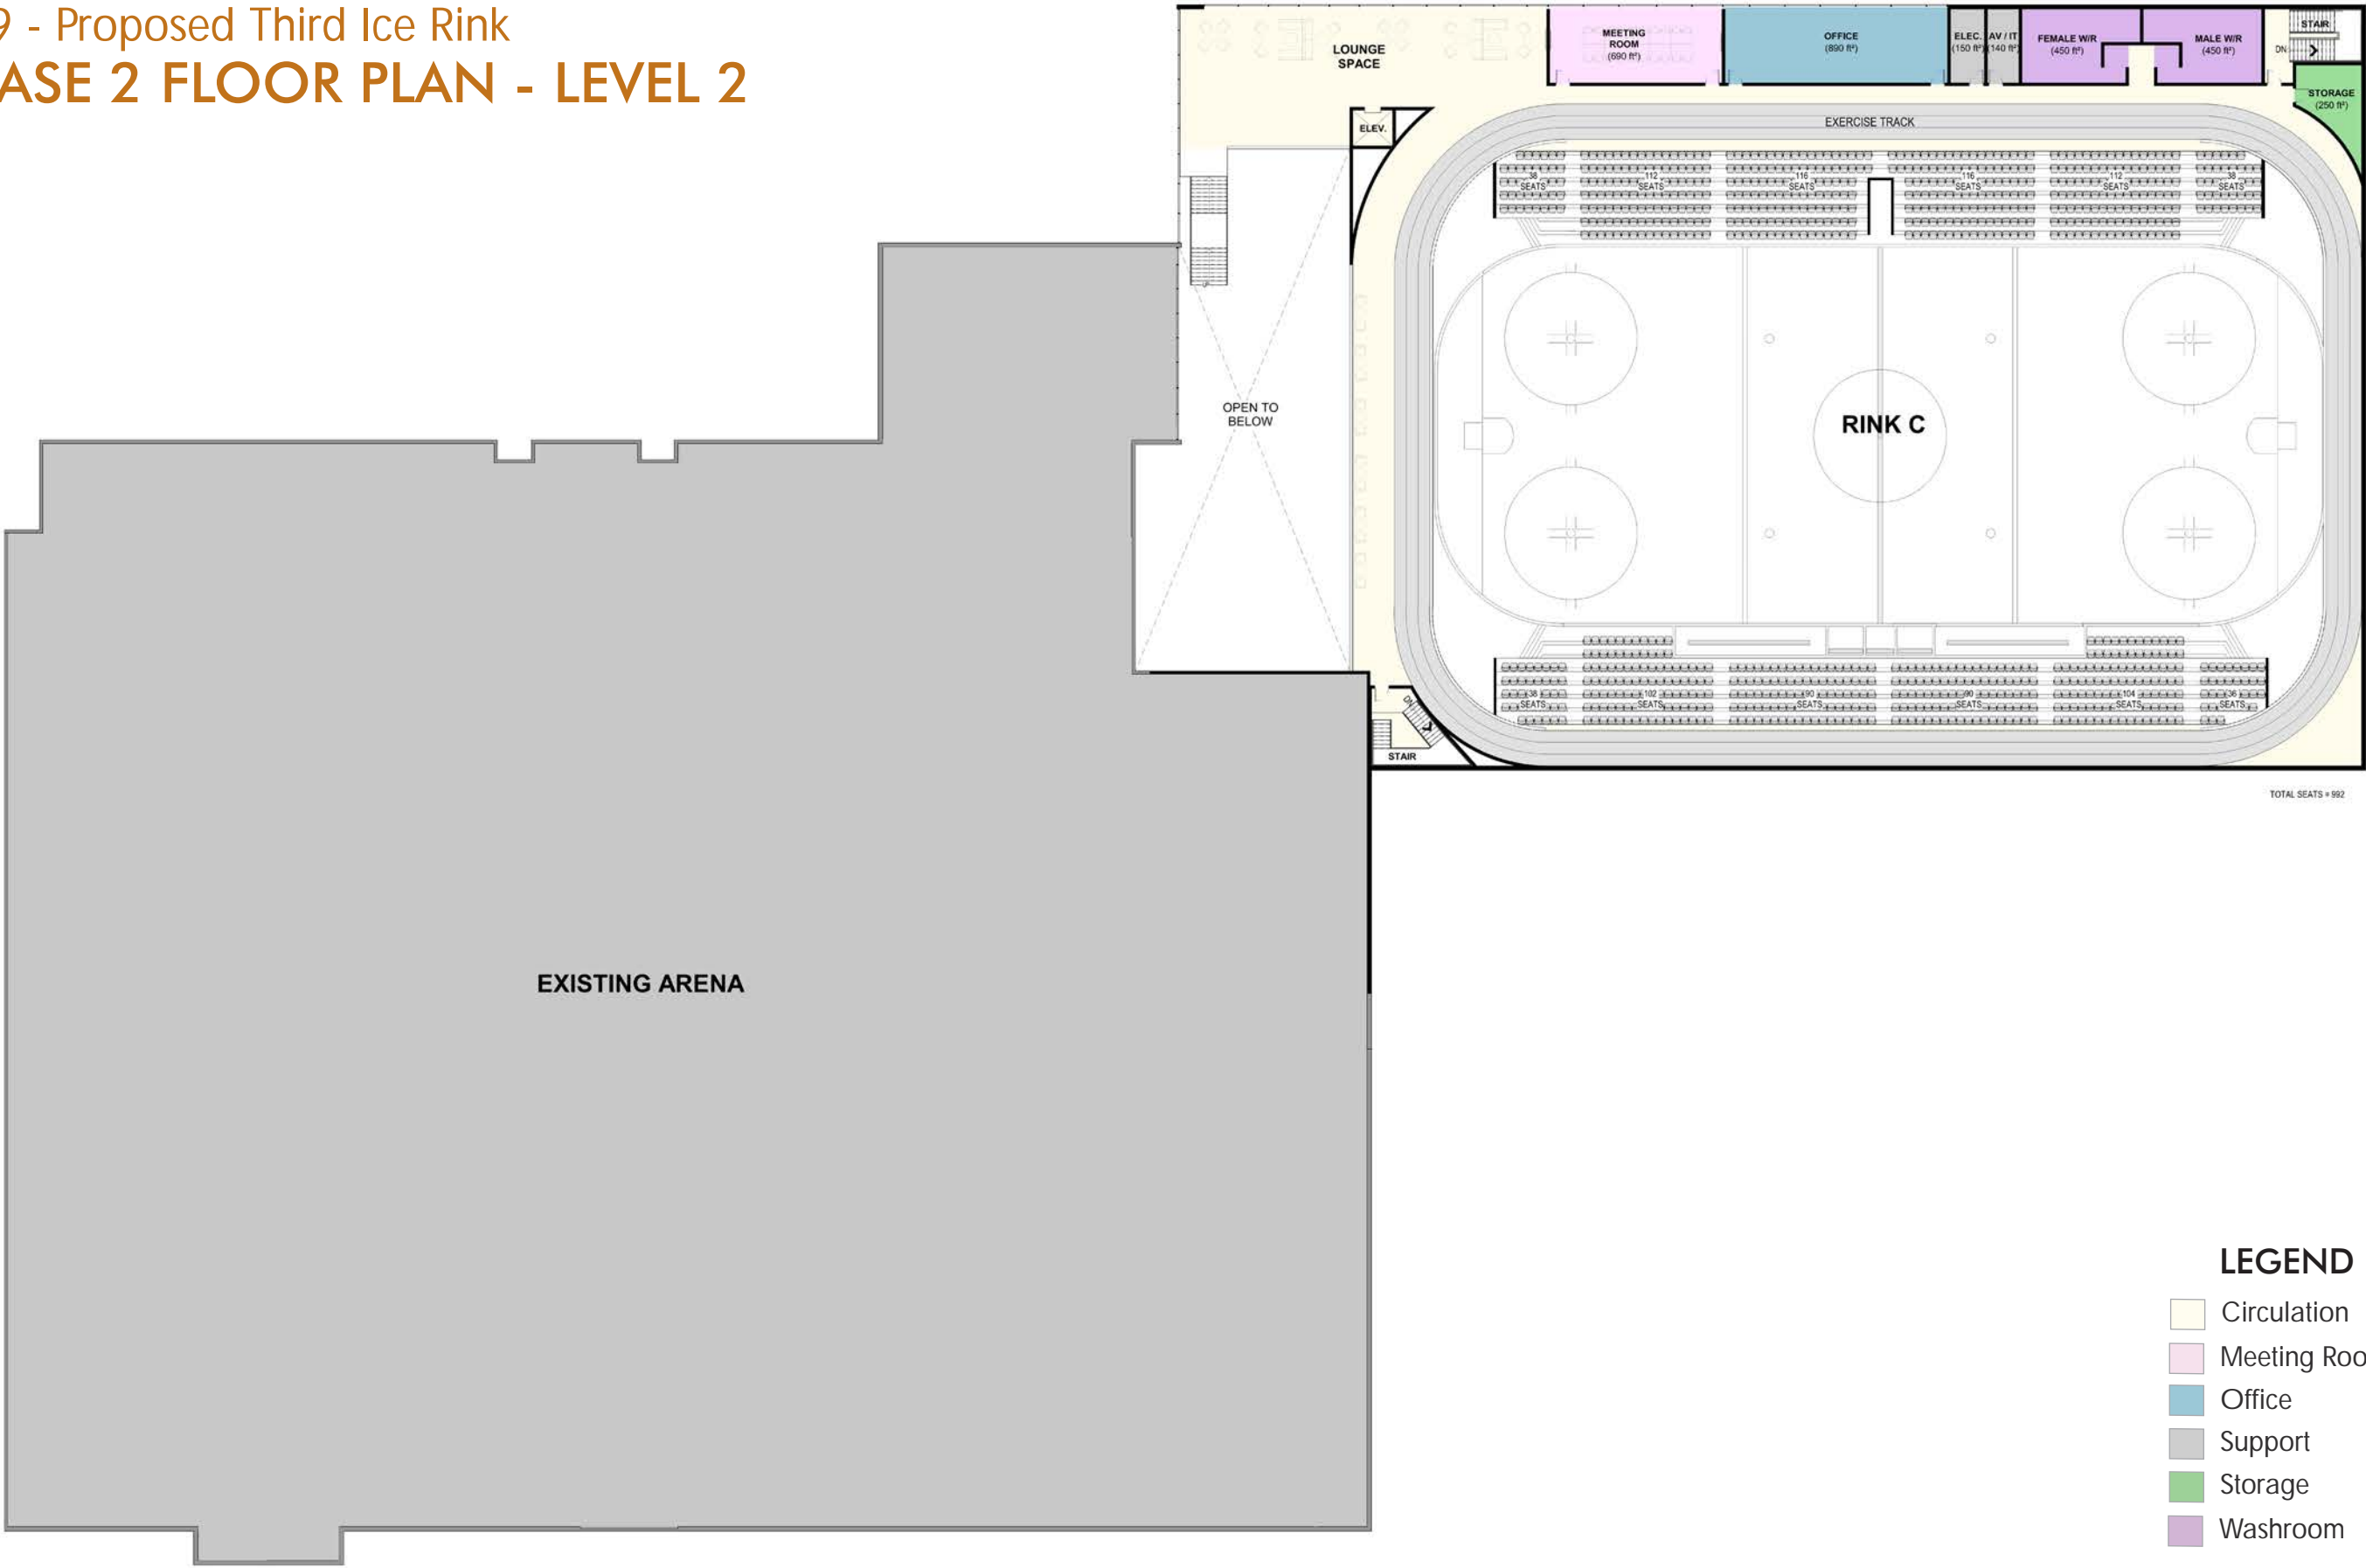 9 - Proposed Third Ice Rink
ASE 2 FLOOR PLAN - LEVEL 2
LOUNGE
SPACE
MEETING
ROOM
(690 ft²)
OFFICE
(890 ft²)
ELEC.
(150 ft²)
AV / IT
(140 ft²)
FEMALE W/R
(450 ft²)
MALE W/R
(450 ft²)
STAIR
DN
STORAGE
(250 ft²)
ELEV.
EXERCISE TRACK
38
SEATS
112
SEATS
116
SEATS
116
SEATS
112
SEATS
38
SEATS
UP
OPEN TO
BELOW
RINK C
38
SEATS
102
SEATS
90
SEATS
90
SEATS
104
SEATS
36
SEATS
DN
STAIR
TOTAL SEATS = 992
EXISTING ARENA
LEGEND
Circulation
Meeting Roo
Office
Support
Storage
Washroom